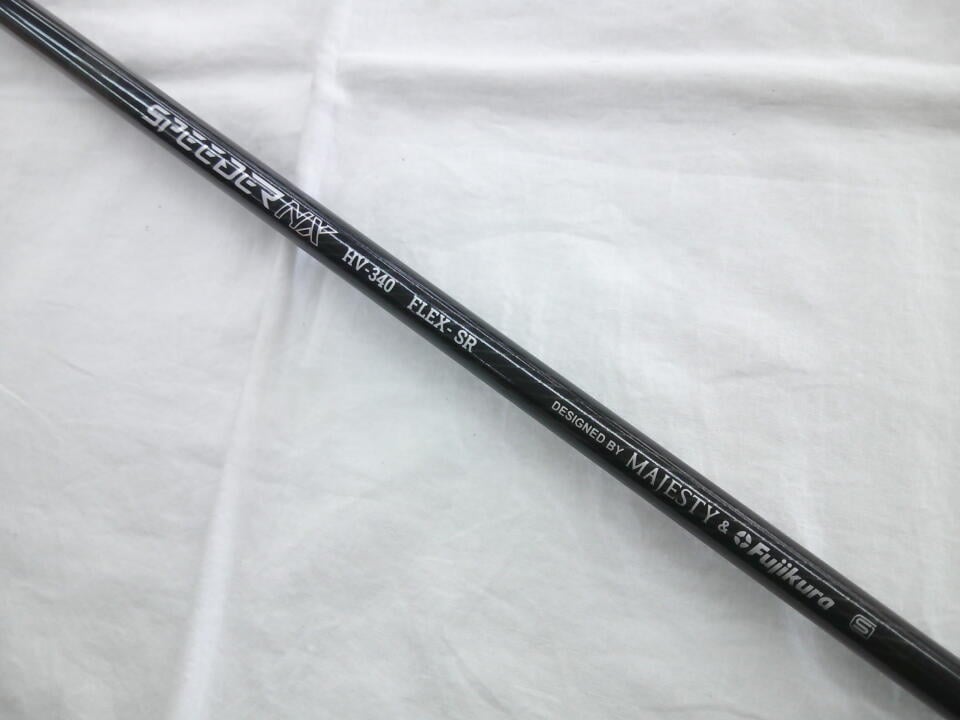 SPEEDER NX HV-340 FLEX-SR DESIGNED BY MAJESTY & Fujikura S